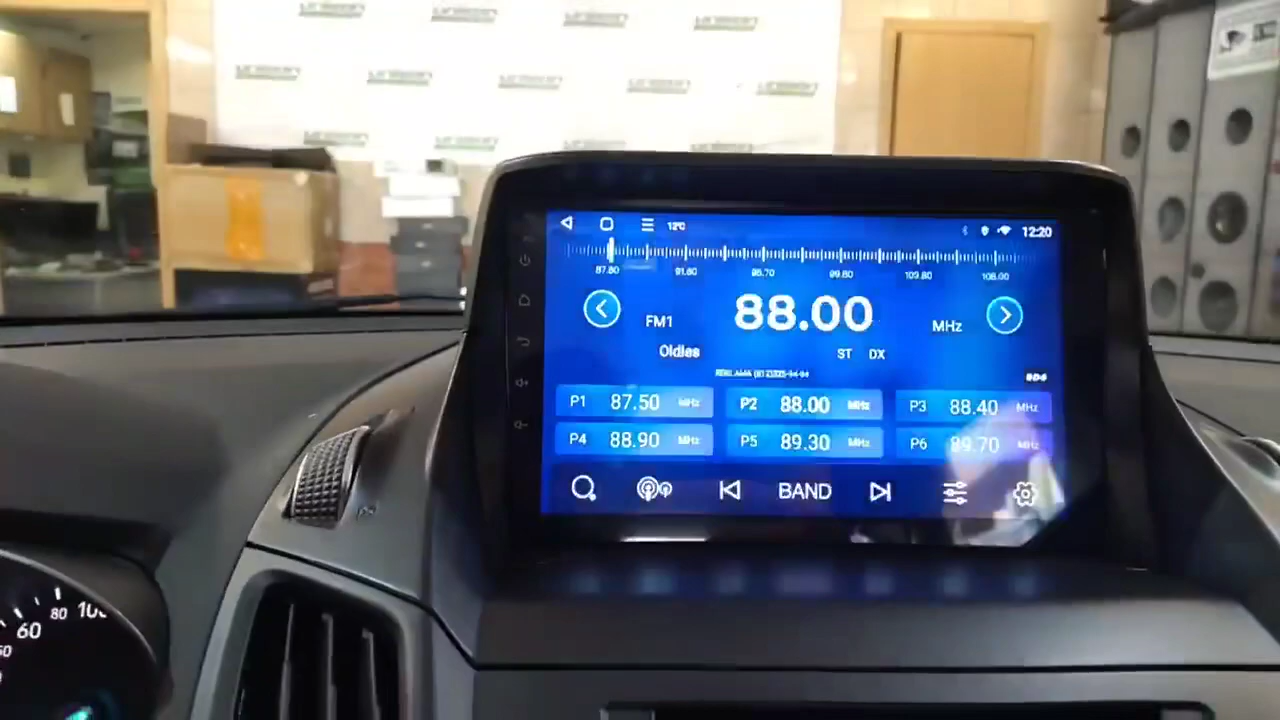 12°C 12:20
87.80 91.80 95.70 99.80 103.80 108.00
FM1 88.00 MHz
Oldies ST DX
P1 87.50 MHz P2 88.00 MHz P3 88.40 MHz
P4 88.90 MHz P5 89.30 MHz P6 89.70 MHz
BAND
60 80 100